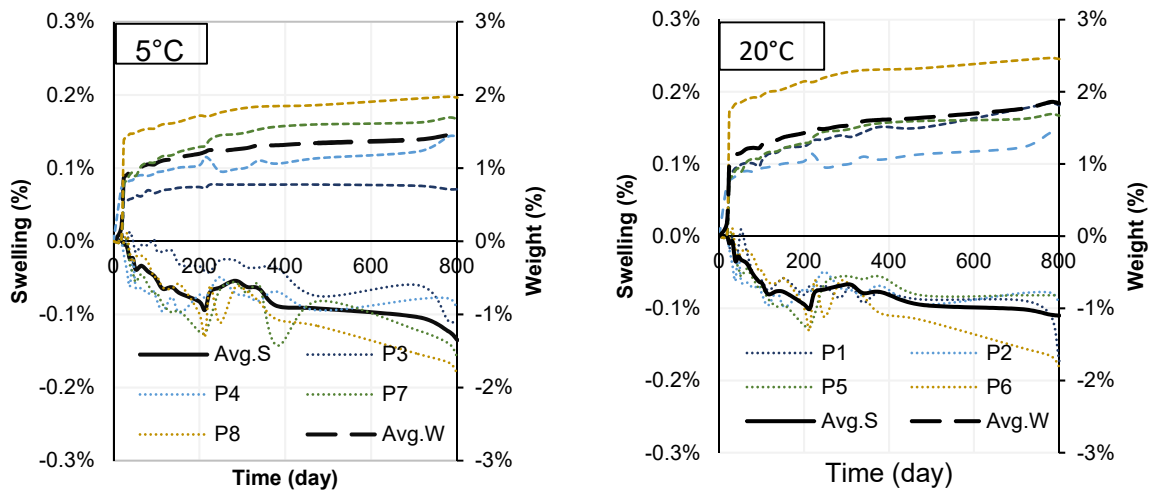 5°C
0.3%
0.2%
0.1%
0.0%
-0.1%
-0.2%
-0.3%
Swelling (%)
3%
2%
1%
0%
-1%
-2%
-3%
Weight (%)
0 200 400 600 800
Avg.S P3
P4 P7
P8 Avg.W
Time (day)
20°C
0.3%
0.2%
0.1%
0.0%
-0.1%
-0.2%
-0.3%
Swelling (%)
3%
2%
1%
0%
-1%
-2%
-3%
Weight (%)
0 200 400 600 800
P1 P2
P5 P6
Avg.S Avg.W
Time (day)